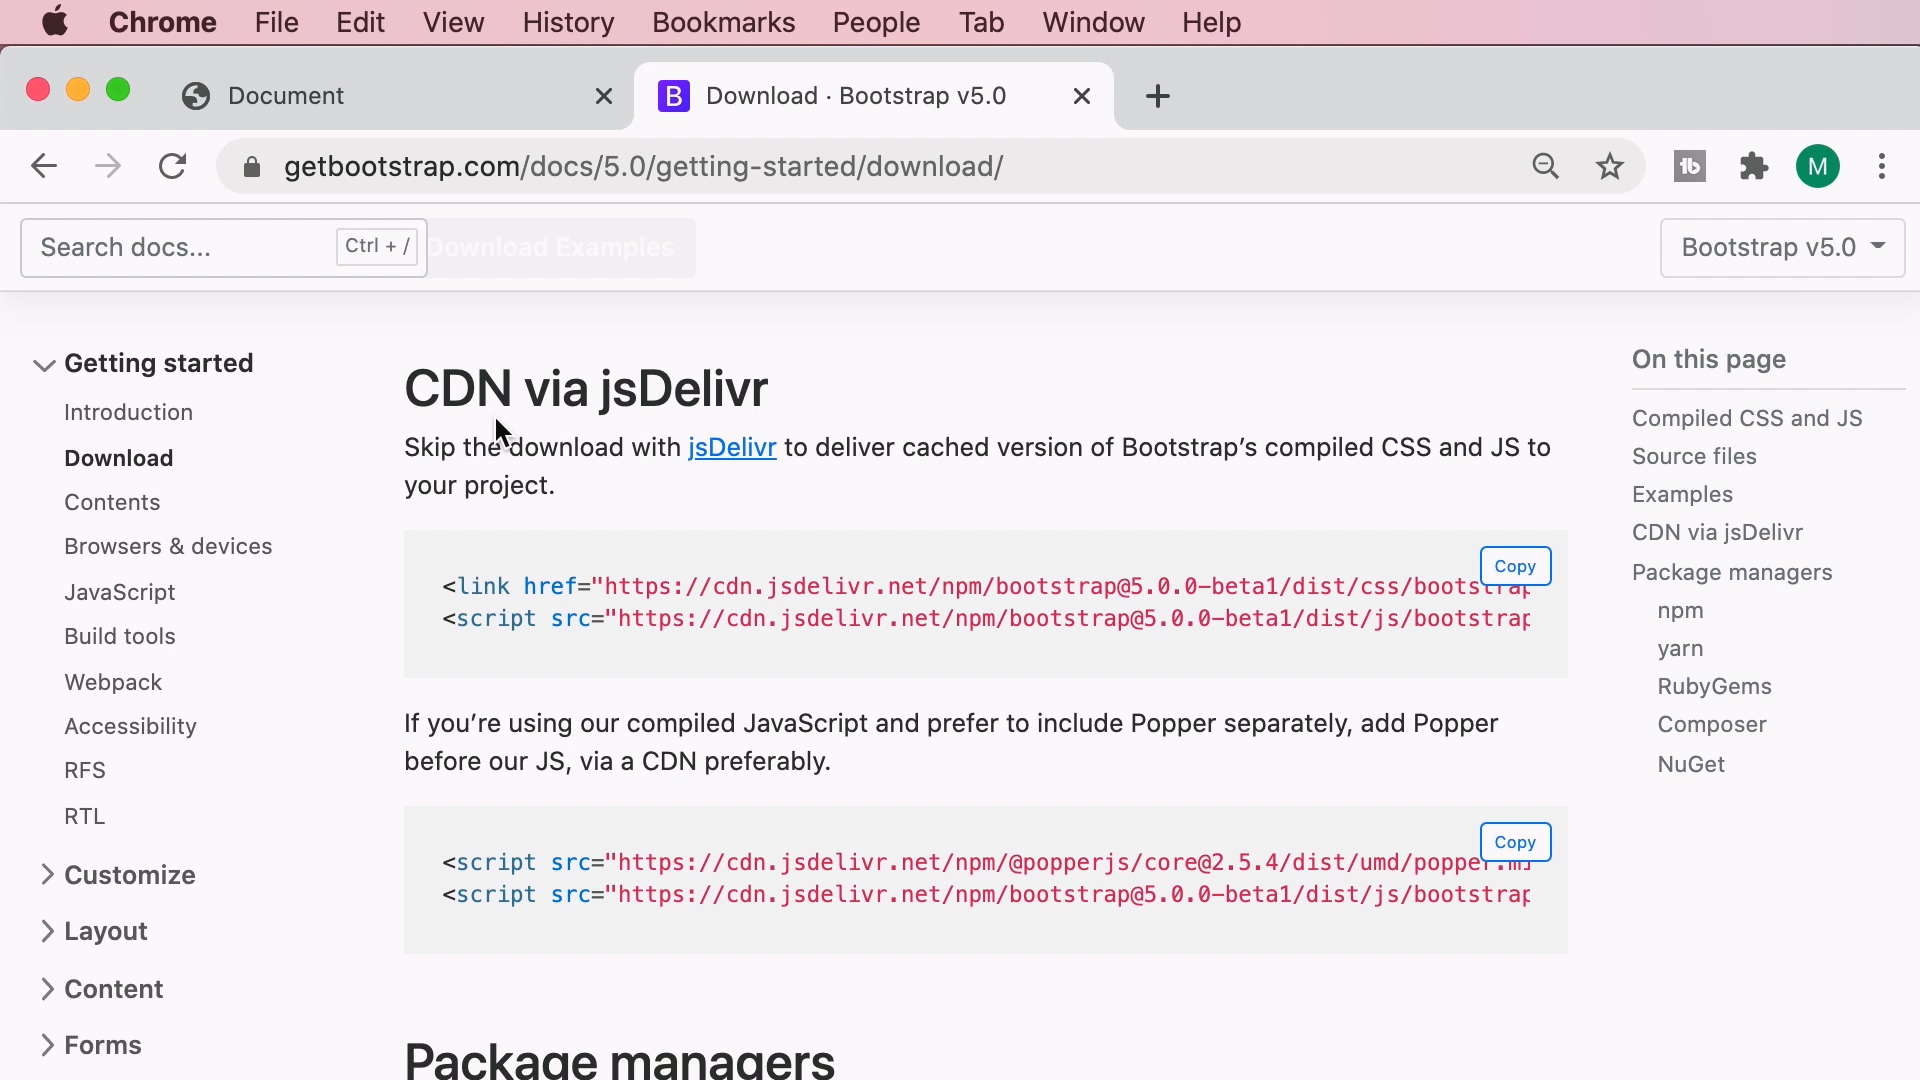 Chrome File Edit View History Bookmarks People Tab Window Help
Document
B Download · Bootstrap v5.0
getbootstrap.com/docs/5.0/getting-started/download/
M
Search docs... Ctrl + / Download Examples Bootstrap v5.0
Getting started
Introduction
Download
Contents
Browsers & devices
JavaScript
Build tools
Webpack
Accessibility
RFS
RTL
Customize
Layout
Content
Forms
CDN via jsDelivr
Skip the download with jsDelivr to deliver cached version of Bootstrap's compiled CSS and JS to
your project.
Copy
<link href="https://cdn.jsdelivr.net/npm/bootstrap@5.0.0-beta1/dist/css/bootstrap
<script src="https://cdn.jsdelivr.net/npm/bootstrap@5.0.0-beta1/dist/js/bootstrap
If you're using our compiled JavaScript and prefer to include Popper separately, add Popper
before our JS, via a CDN preferably.
Copy
<script src="https://cdn.jsdelivr.net/npm/@popperjs/core@2.5.4/dist/umd/popper.mi
<script src="https://cdn.jsdelivr.net/npm/bootstrap@5.0.0-beta1/dist/js/bootstrap
Package managers
On this page
Compiled CSS and JS
Source files
Examples
CDN via jsDelivr
Package managers
npm
yarn
RubyGems
Composer
NuGet